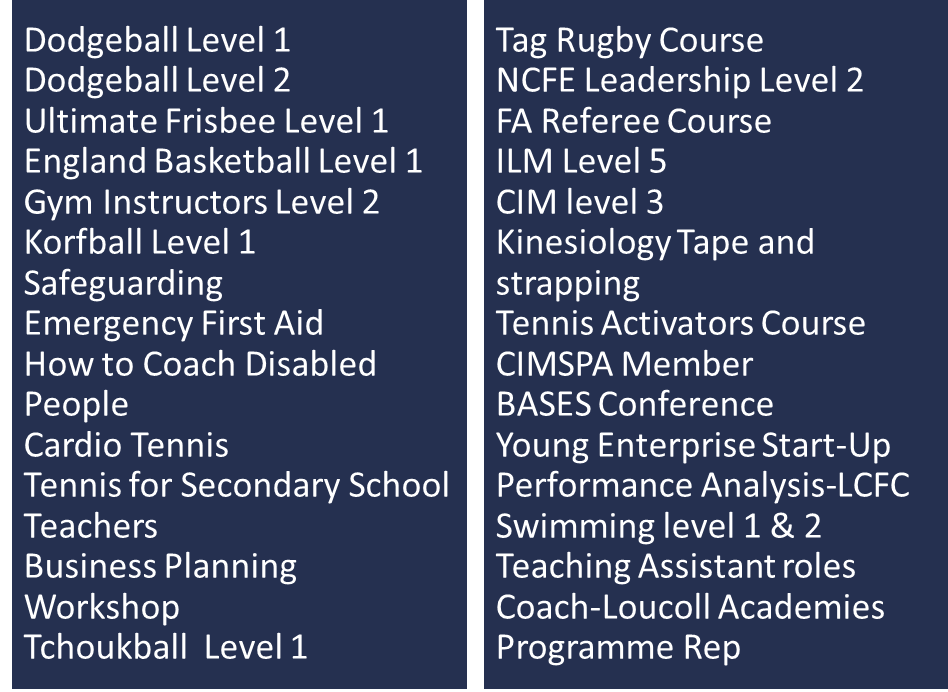 Dodgeball Level 1
Dodgeball Level 2
Ultimate Frisbee Level 1
England Basketball Level 1
Gym Instructors Level 2
Korfball Level 1
Safeguarding
Emergency First Aid
How to Coach Disabled
People
Cardio Tennis
Tennis for Secondary School
Teachers
Business Planning
Workshop
Tchoukball  Level 1
Tag Rugby Course
NCFE Leadership Level 2
FA Referee Course
ILM Level 5
CIM level 3
Kinesiology Tape and
strapping
Tennis Activators Course
CIMSPA Member
BASES Conference
Young Enterprise Start-Up
Performance Analysis-LCFC
Swimming level 1 & 2
Teaching Assistant roles
Coach-Loucoll Academies
Programme Rep